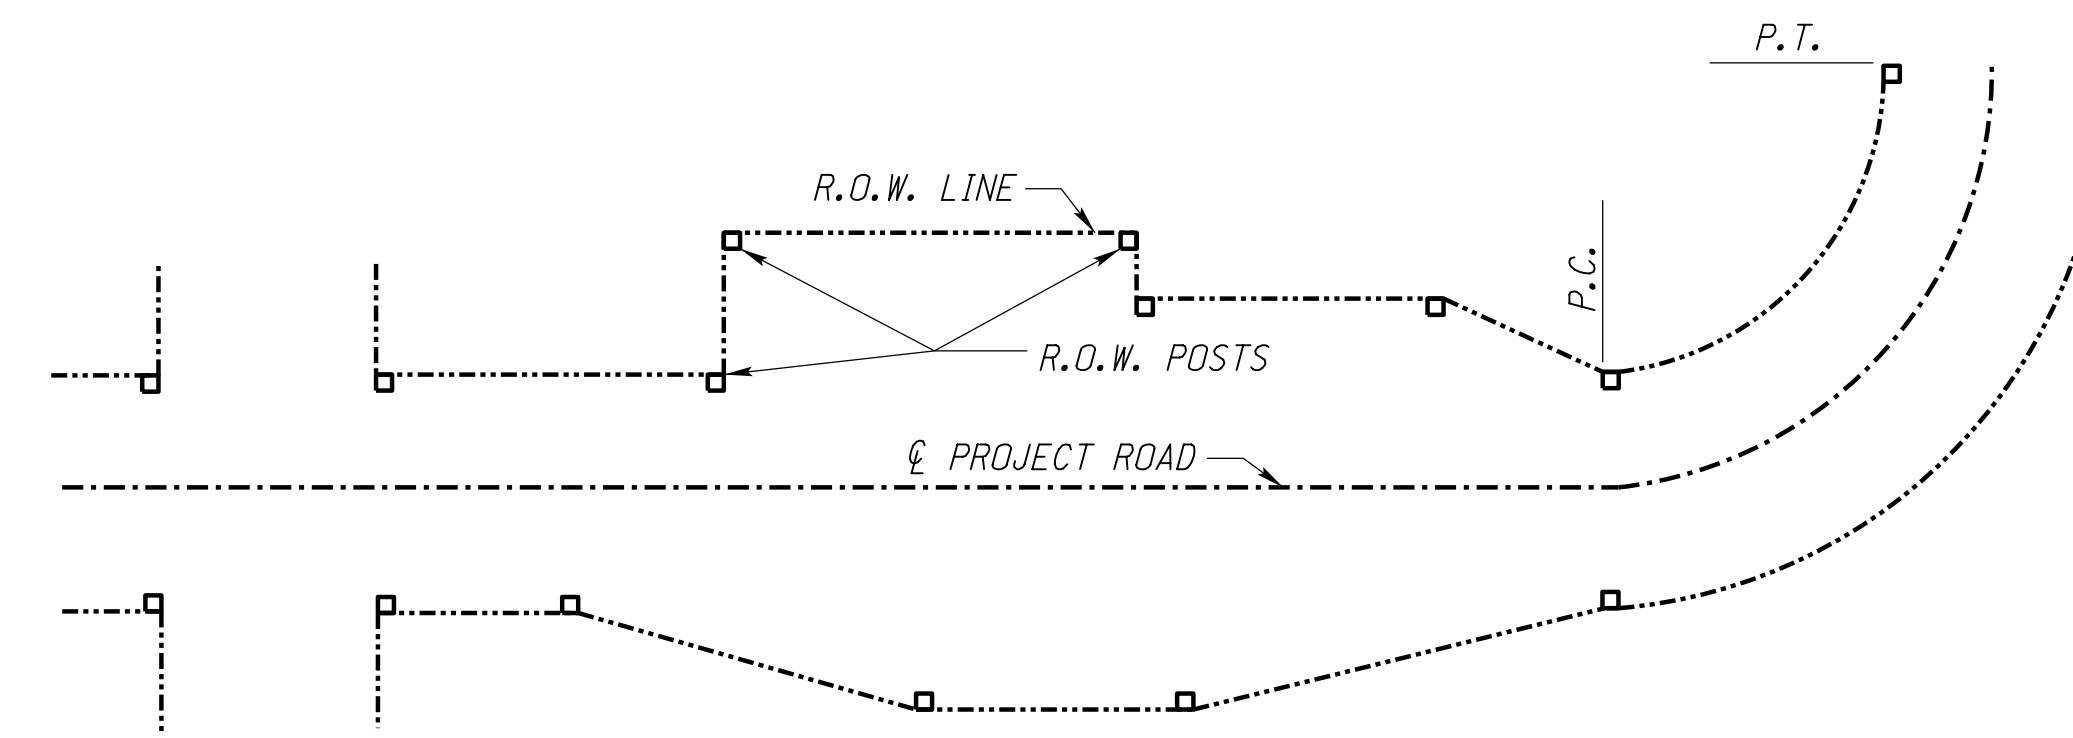 P.T.
R.O.W. LINE
P.C.
R.O.W. POSTS
℄ PROJECT ROAD